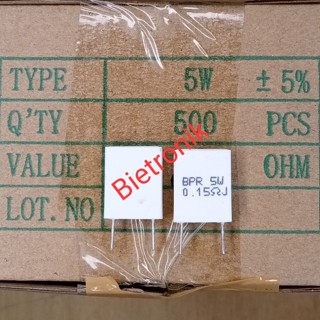 TYPE 5W ± 5%
Q'TY 500 PCS
VALUE OHM
LOT. NO
Bietronik
BPR 5W
0.15ΩJ